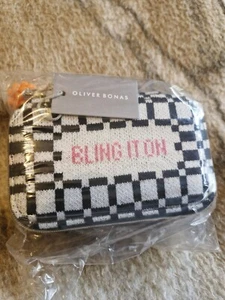 OLIVER BONAS
BLING IT ON